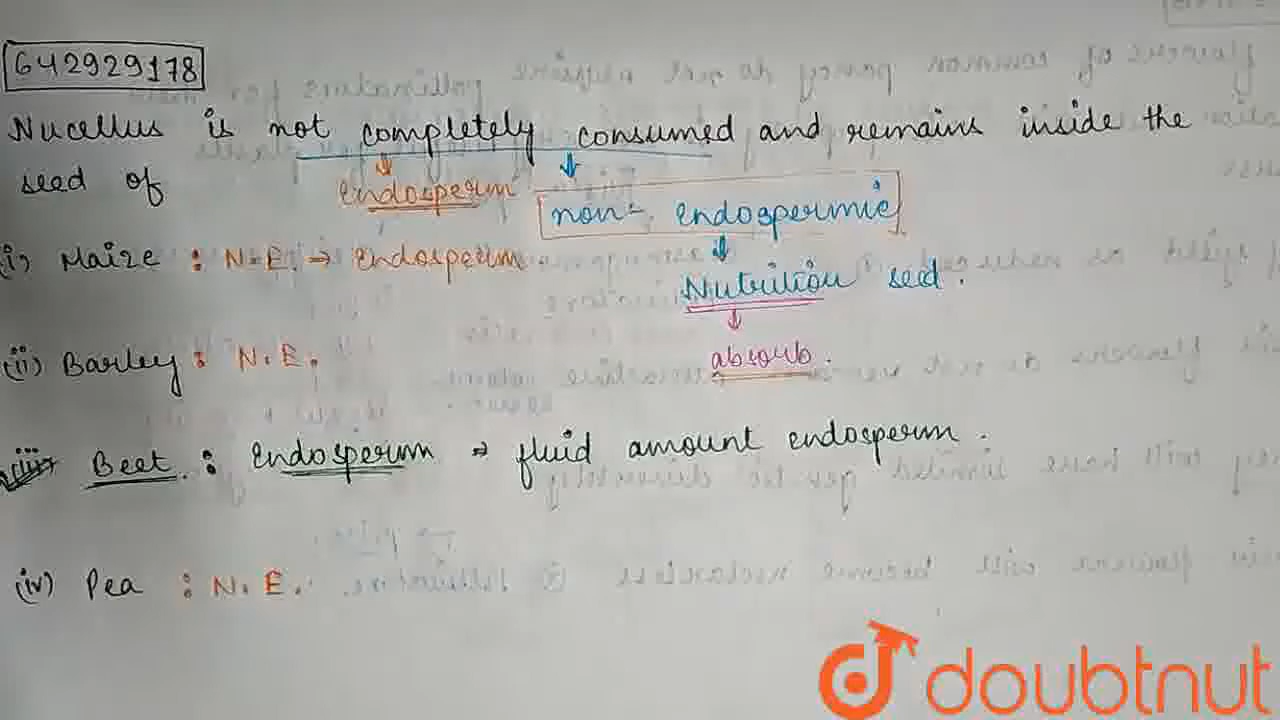 642929178
Nucellus is not completely consumed and remains inside the
seed of
endosperm
non- endospermic
(i) Maize : N.E. → Endosperm
Nutrition seed.
(ii) Barley : N.E.
absorb.
(iii) Beet : Endosperm → fluid amount endosperm.
(iv) Pea : N.E.
doubtnut